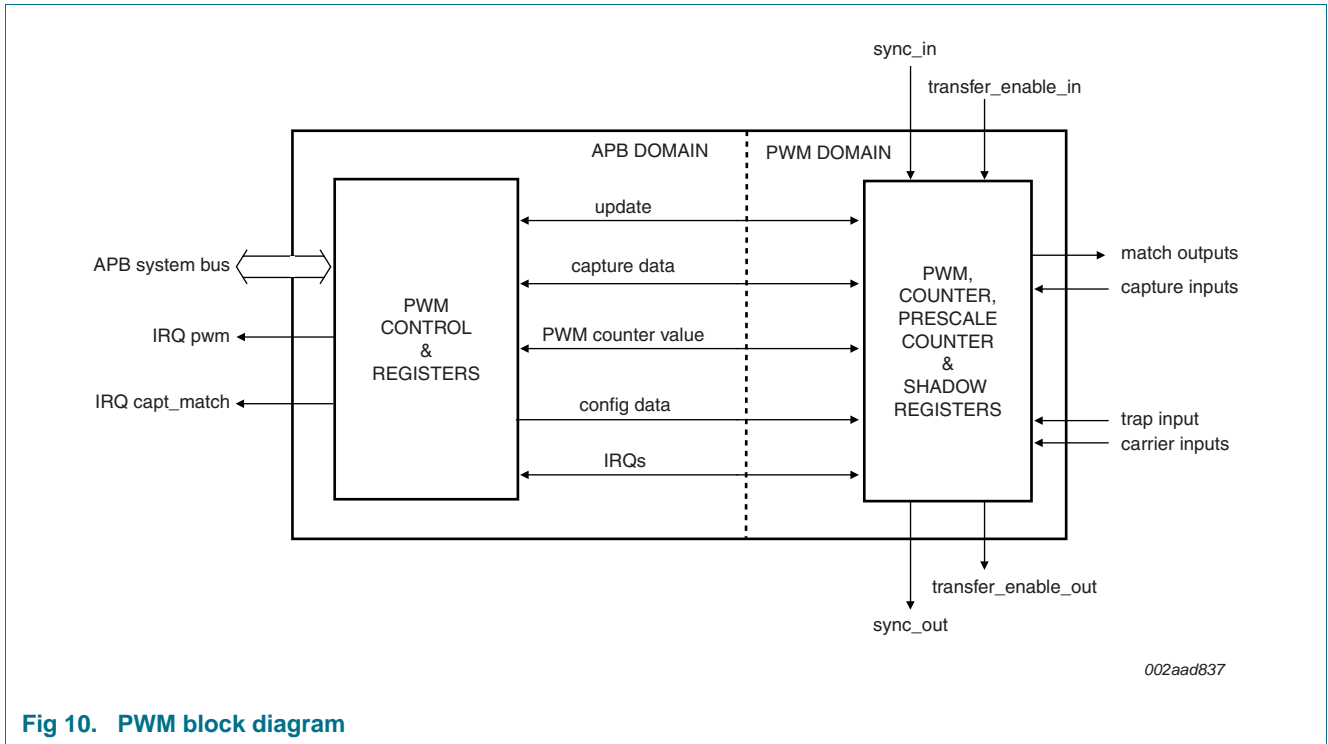 sync_in
transfer_enable_in
APB DOMAIN
PWM DOMAIN
update
capture data
PWM counter value
config data
IRQs
APB system bus
IRQ pwm
IRQ capt_match
PWM
CONTROL
&
REGISTERS
PWM,
COUNTER,
PRESCALE
COUNTER
&
SHADOW
REGISTERS
match outputs
capture inputs
trap input
carrier inputs
transfer_enable_out
sync_out
002aad837
Fig 10. PWM block diagram